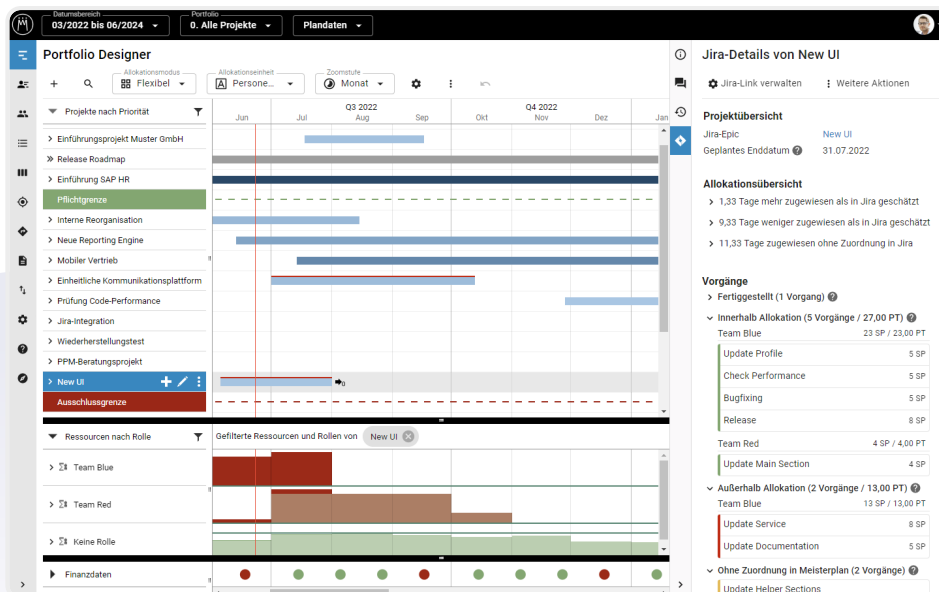 Datumsbereich
03/2022 bis 06/2024
Portfolio
0. Alle Projekte
Plandaten
Portfolio Designer
Allokationsmodus
Flexibel
Allokationseinheit
Persone...
Zoomstufe
Monat
Projekte nach Priorität
Q3 2022
Q4 2022
Jun
Jul
Aug
Sep
Okt
Nov
Dez
Jan
Einführungsprojekt Muster GmbH
Release Roadmap
Einführung SAP HR
Pflichtgrenze
Interne Reorganisation
Neue Reporting Engine
Mobiler Vertrieb
Einheitliche Kommunikationsplattform
Prüfung Code-Performance
Jira-Integration
Wiederherstellungstest
PPM-Beratungsprojekt
New UI
0
Ausschlussgrenze
Ressourcen nach Rolle
Gefilterte Ressourcen und Rollen von
New UI
Team Blue
Team Red
Keine Rolle
Finanzdaten
Jira-Details von New UI
Jira-Link verwalten
Weitere Aktionen
Projektübersicht
Jira-Epic New UI
Geplantes Enddatum 31.07.2022
Allokationsübersicht
1,33 Tage mehr zugewiesen als in Jira geschätzt
9,33 Tage weniger zugewiesen als in Jira geschätzt
11,33 Tage zugewiesen ohne Zuordnung in Jira
Vorgänge
Fertiggestellt (1 Vorgang)
Innerhalb Allokation (5 Vorgänge / 27,00 PT)
Team Blue 23 SP / 23,00 PT
Update Profile 5 SP
Check Performance 5 SP
Bugfixing 5 SP
Release 8 SP
Team Red 4 SP / 4,00 PT
Update Main Section 4 SP
Außerhalb Allokation (2 Vorgänge / 13,00 PT)
Team Blue 13 SP / 13,00 PT
Update Service 8 SP
Update Documentation 5 SP
Ohne Zuordnung in Meisterplan (2 Vorgänge)
Update Helper Sections